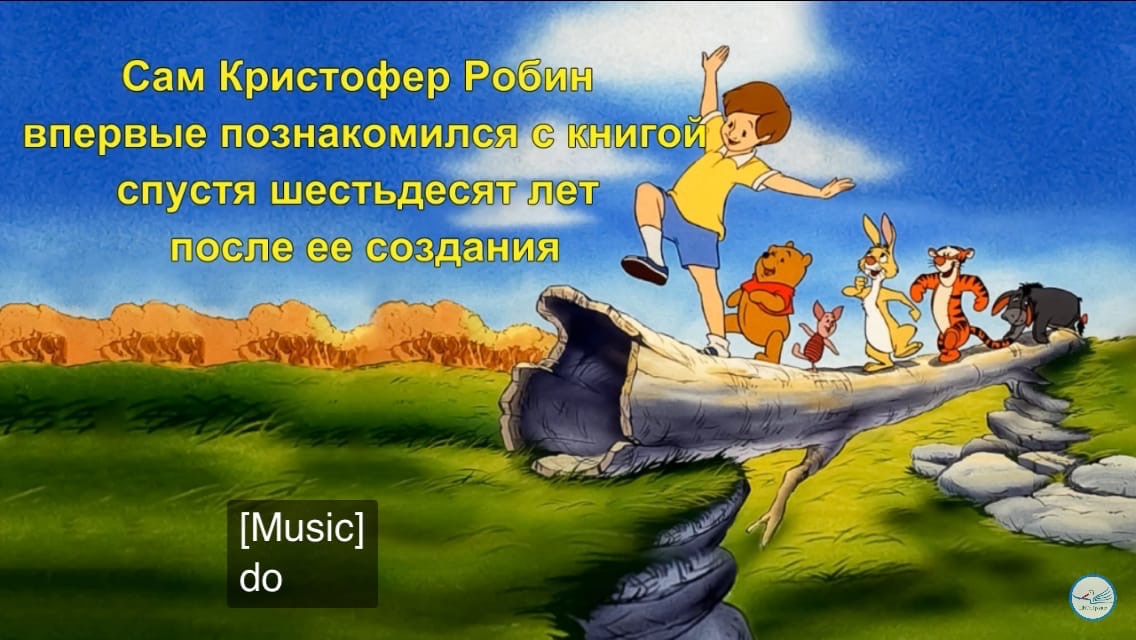 Сам Кристофер Робин
впервые познакомился с книгой
спустя шестьдесят лет
после ее создания
[Music]
do